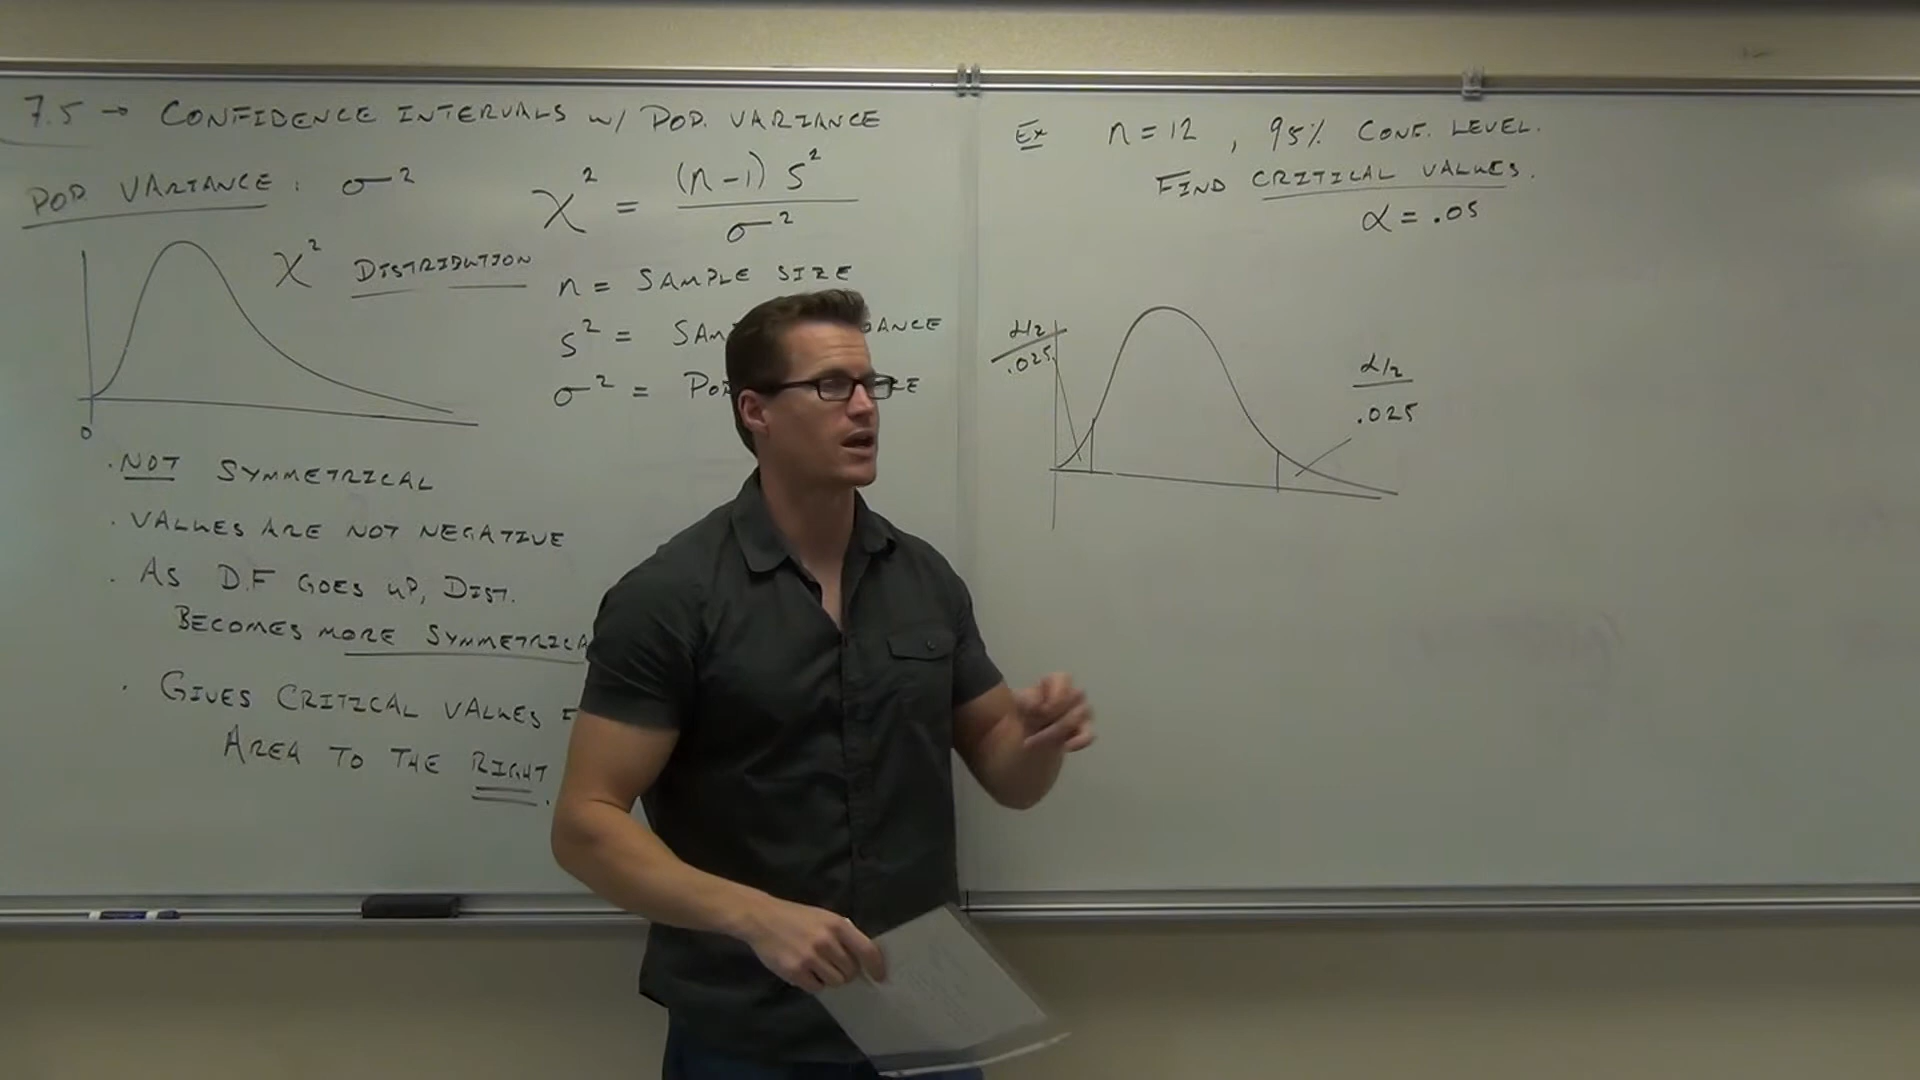 7.5 → CONFIDENCE INTERVALS w/ POP. VARIANCE
POP. VARIANCE: σ²
χ² = (n-1) s² / σ²
χ² DISTRIBUTION
n = SAMPLE SIZE
s² =
σ² =
0
. NOT SYMMETRICAL
. VALUES ARE NOT NEGATIVE
. AS D.F GOES UP, DIST.
BECOMES MORE
. GIVES CRITICAL VALUES
AREA TO THE RIGHT.
Ex n = 12 , 95% CONF. LEVEL.
FIND CRITICAL VALUES.
α = .05
α/2
.025
α/2
.025